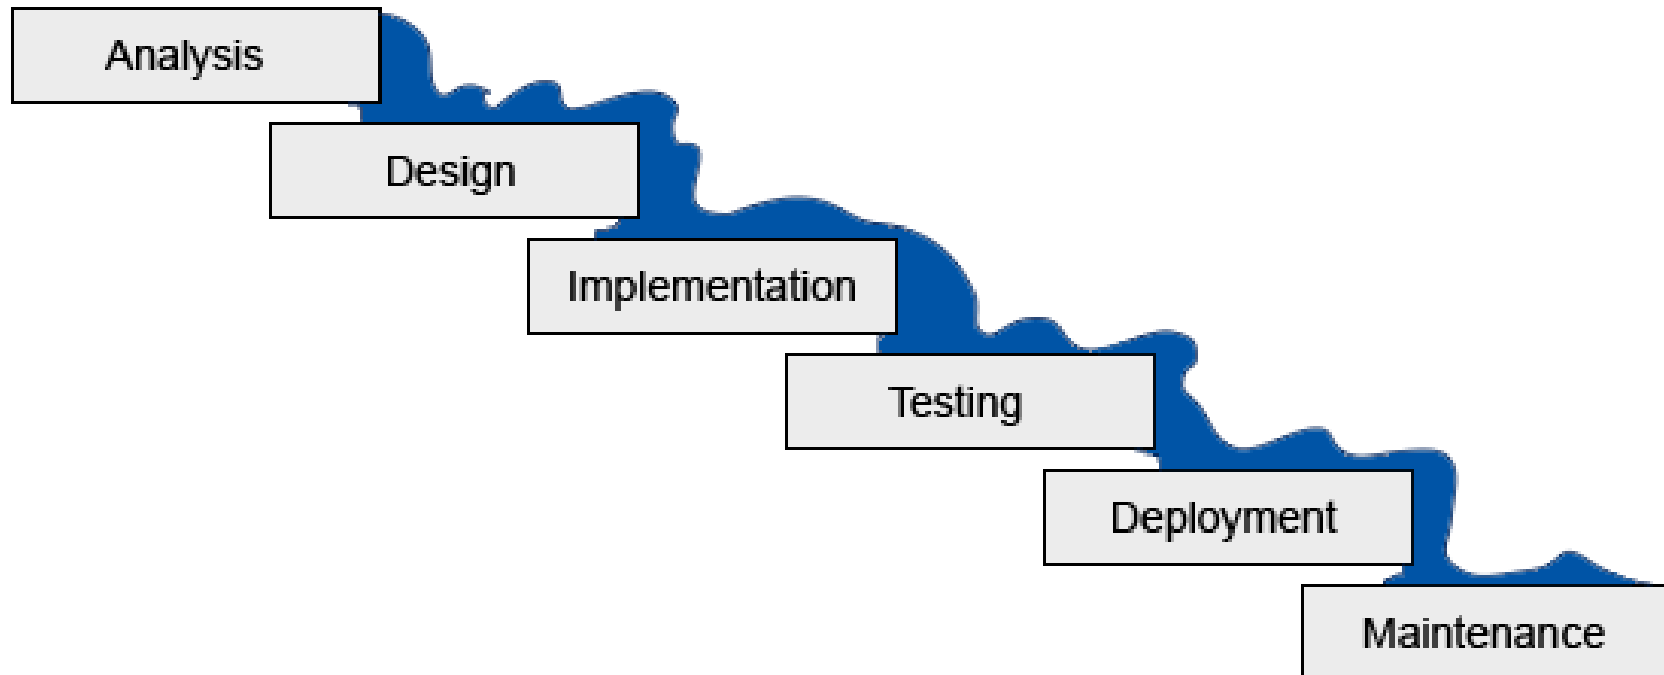 Analysis
Design
Implementation
Testing
Deployment
Maintenance